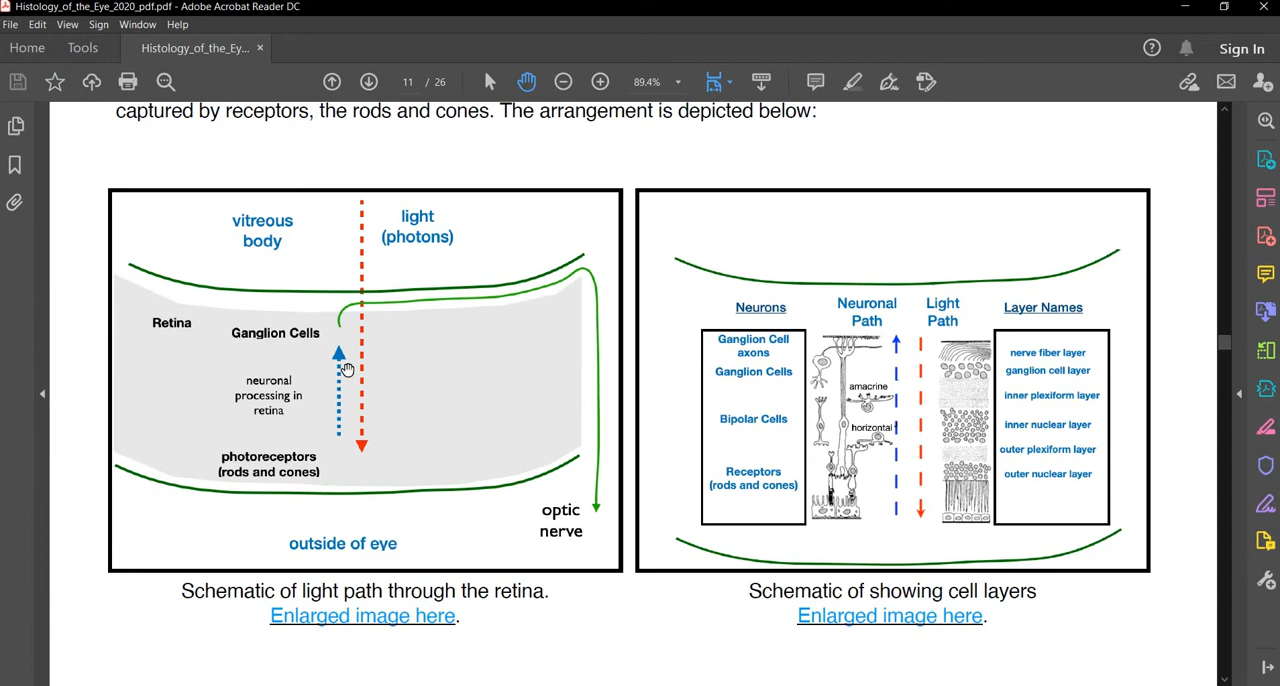 Histology_of_the_Eye_2020_pdf.pdf - Adobe Acrobat Reader DC
File Edit View Sign Window Help
Home Tools Histology_of_the_Ey... × Sign In
11 / 26 89.4%
captured by receptors, the rods and cones. The arrangement is depicted below:
vitreous
body
light
(photons)
Retina
Ganglion Cells
neuronal
processing in
retina
photoreceptors
(rods and cones)
optic
nerve
outside of eye
Schematic of light path through the retina.
Enlarged image here.
Neurons
Neuronal
Path
Light
Path
Layer Names
Ganglion Cell
axons
Ganglion Cells
Bipolar Cells
Receptors
(rods and cones)
amacrine
horizontal
nerve fiber layer
ganglion cell layer
inner plexiform layer
inner nuclear layer
outer plexiform layer
outer nuclear layer
Schematic of showing cell layers
Enlarged image here.